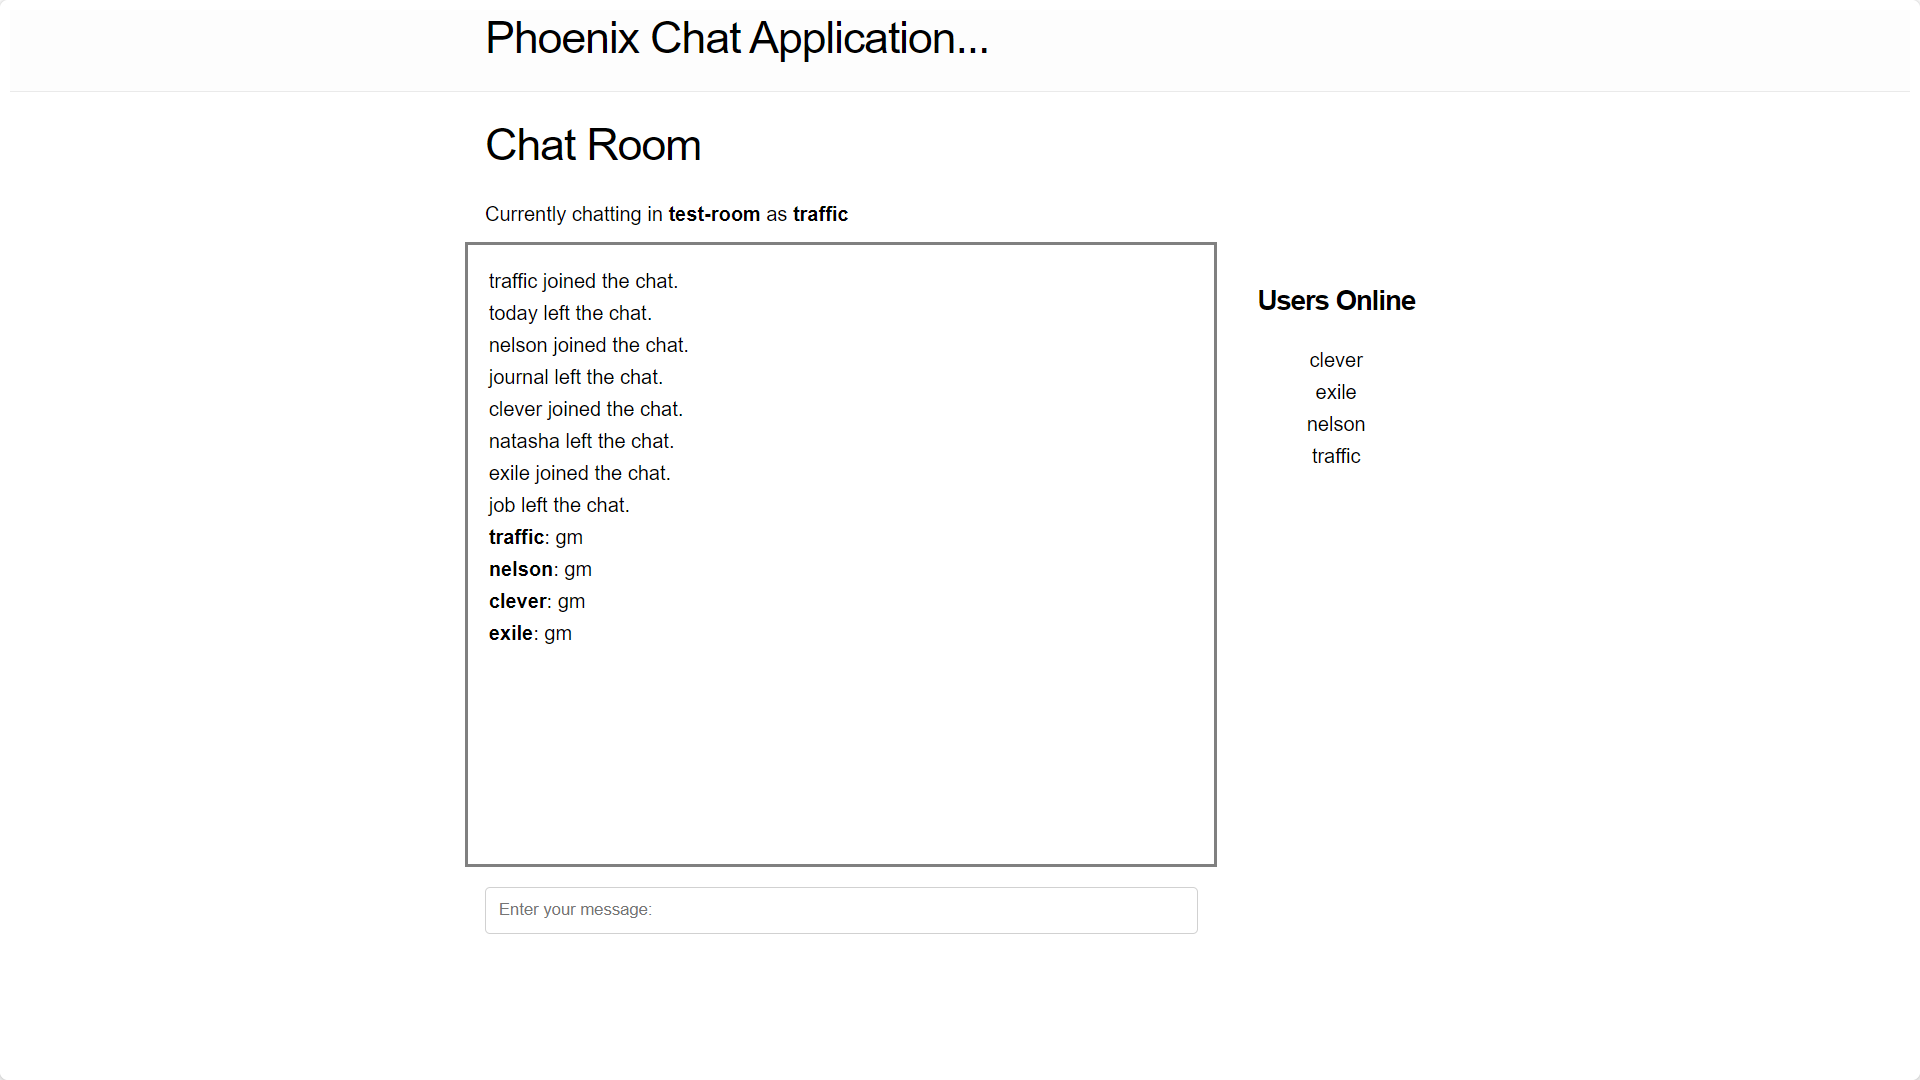 Phoenix Chat Application...
Chat Room
Currently chatting in test-room as traffic
traffic joined the chat.
today left the chat.
nelson joined the chat.
journal left the chat.
clever joined the chat.
natasha left the chat.
exile joined the chat.
job left the chat.
traffic: gm
nelson: gm
clever: gm
exile: gm
Users Online
clever
exile
nelson
traffic
Enter your message: